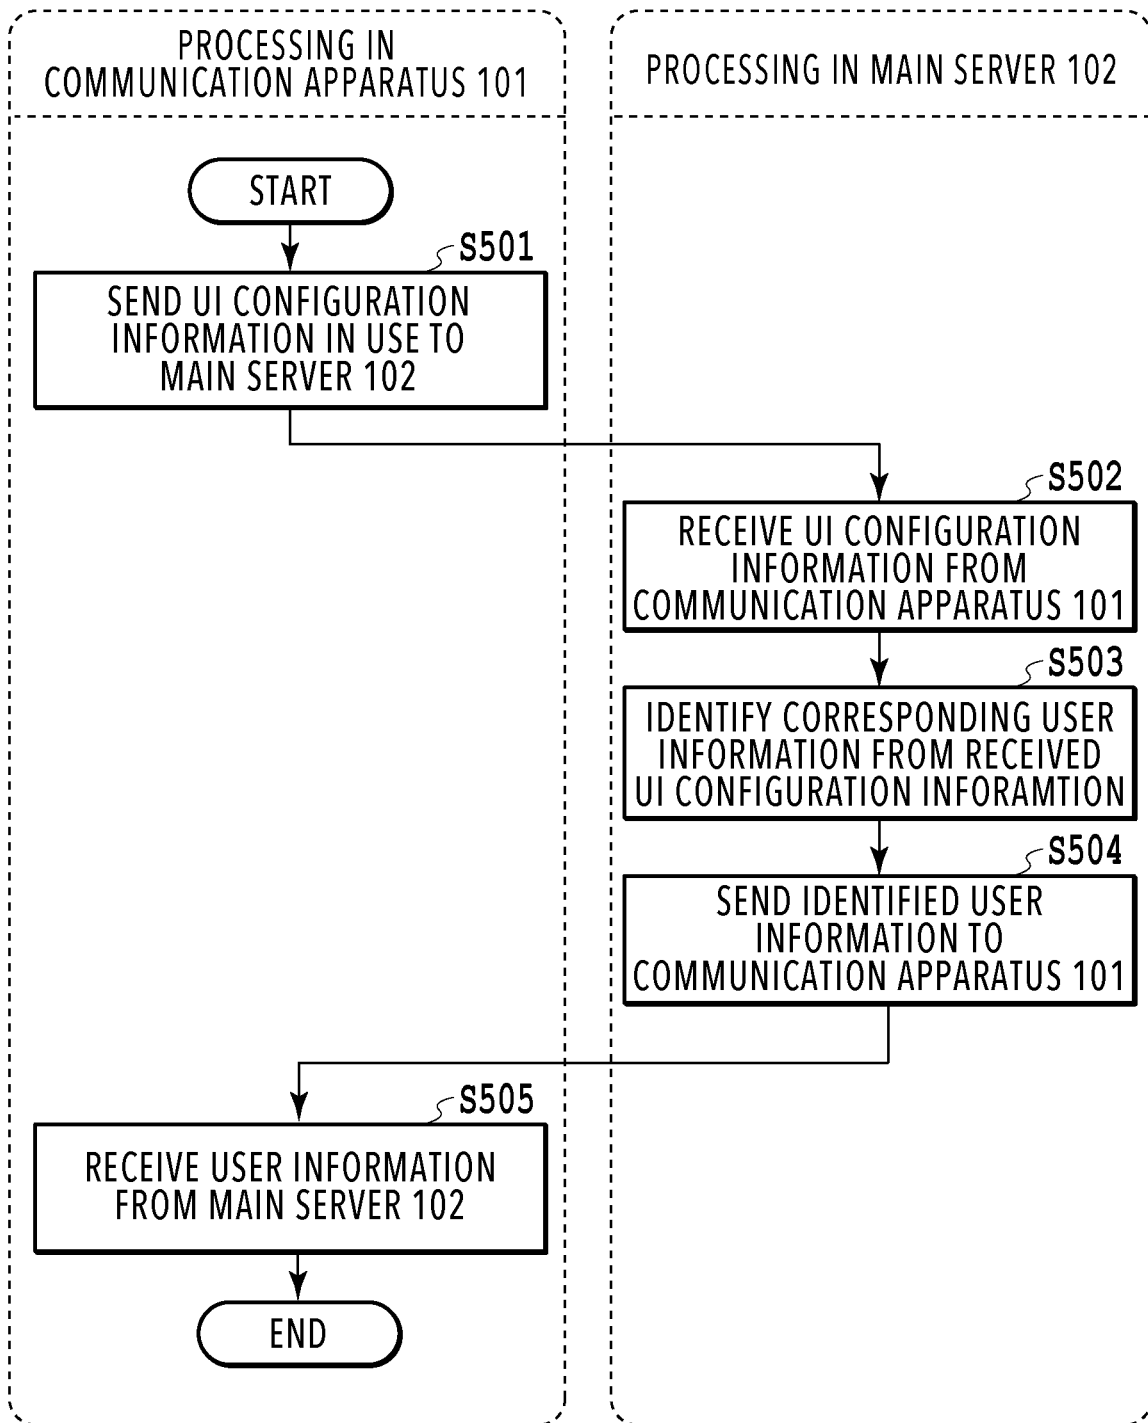 PROCESSING IN
COMMUNICATION APPARATUS 101
PROCESSING IN MAIN SERVER 102
START
S501
SEND UI CONFIGURATION
INFORMATION IN USE TO
MAIN SERVER 102
S502
RECEIVE UI CONFIGURATION
INFORMATION FROM
COMMUNICATION APPARATUS 101
S503
IDENTIFY CORRESPONDING USER
INFORMATION FROM RECEIVED
UI CONFIGURATION INFORAMTION
S504
SEND IDENTIFIED USER
INFORMATION TO
COMMUNICATION APPARATUS 101
S505
RECEIVE USER INFORMATION
FROM MAIN SERVER 102
END